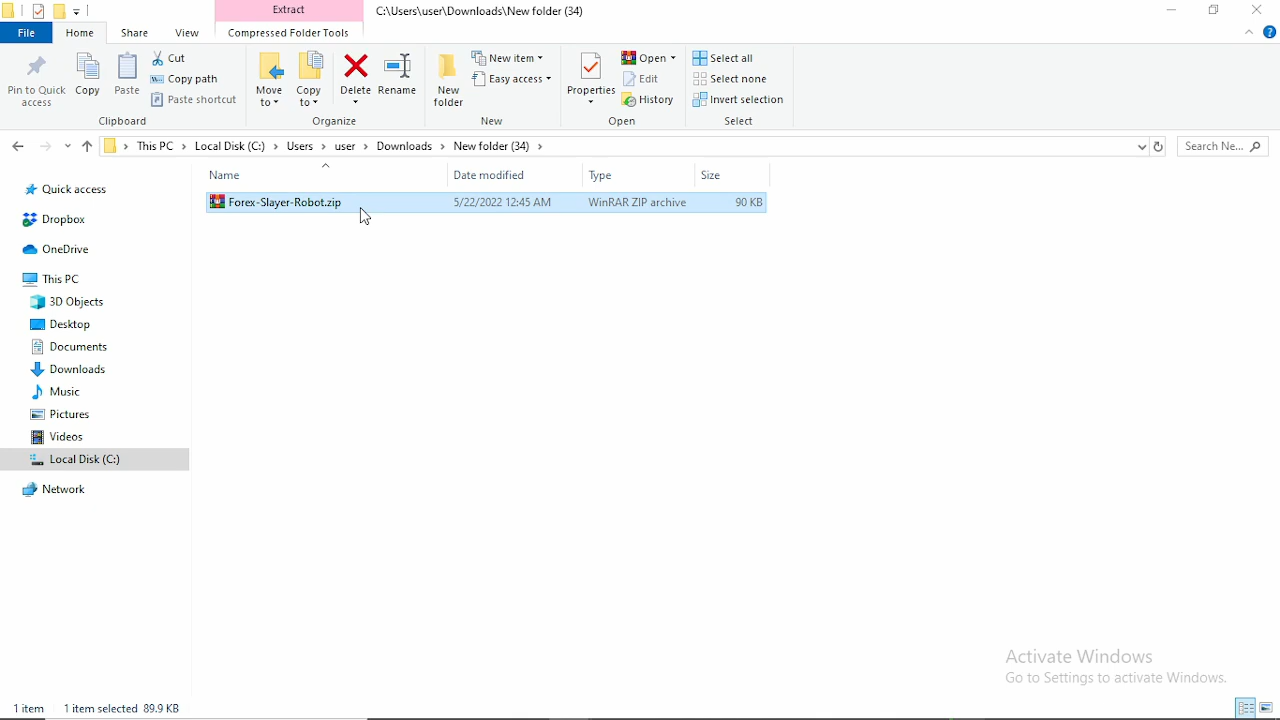 Extract
C:\Users\user\Downloads\New folder (34)
File Home Share View Compressed Folder Tools
Pin to Quick access
Copy
Paste
Cut
Copy path
Paste shortcut
Clipboard
Move to
Copy to
Delete
Rename
Organize
New folder
New item
Easy access
New
Properties
Open
Edit
History
Open
Select all
Select none
Invert selection
Select
This PC › Local Disk (C:) › Users › user › Downloads › New folder (34) ›
Search Ne...
Name Date modified Type Size
Forex-Slayer-Robot.zip 5/22/2022 12:45 AM WinRAR ZIP archive 90 KB
Quick access
Dropbox
OneDrive
This PC
3D Objects
Desktop
Documents
Downloads
Music
Pictures
Videos
Local Disk (C:)
Network
Activate Windows
Go to Settings to activate Windows.
1 item 1 item selected 89.9 KB